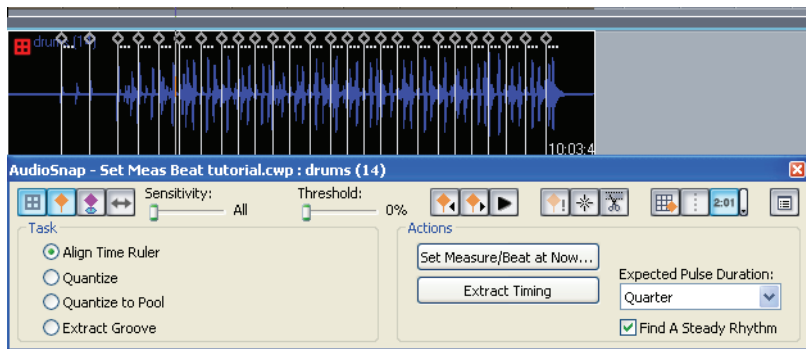 drums (14)
10:03:4
AudioSnap - Set Meas Beat tutorial.cwp : drums (14)
Sensitivity:
All
Threshold:
0%
2:01
Task
Align Time Ruler
Quantize
Quantize to Pool
Extract Groove
Actions
Set Measure/Beat at Now...
Extract Timing
Expected Pulse Duration:
Quarter
Find A Steady Rhythm